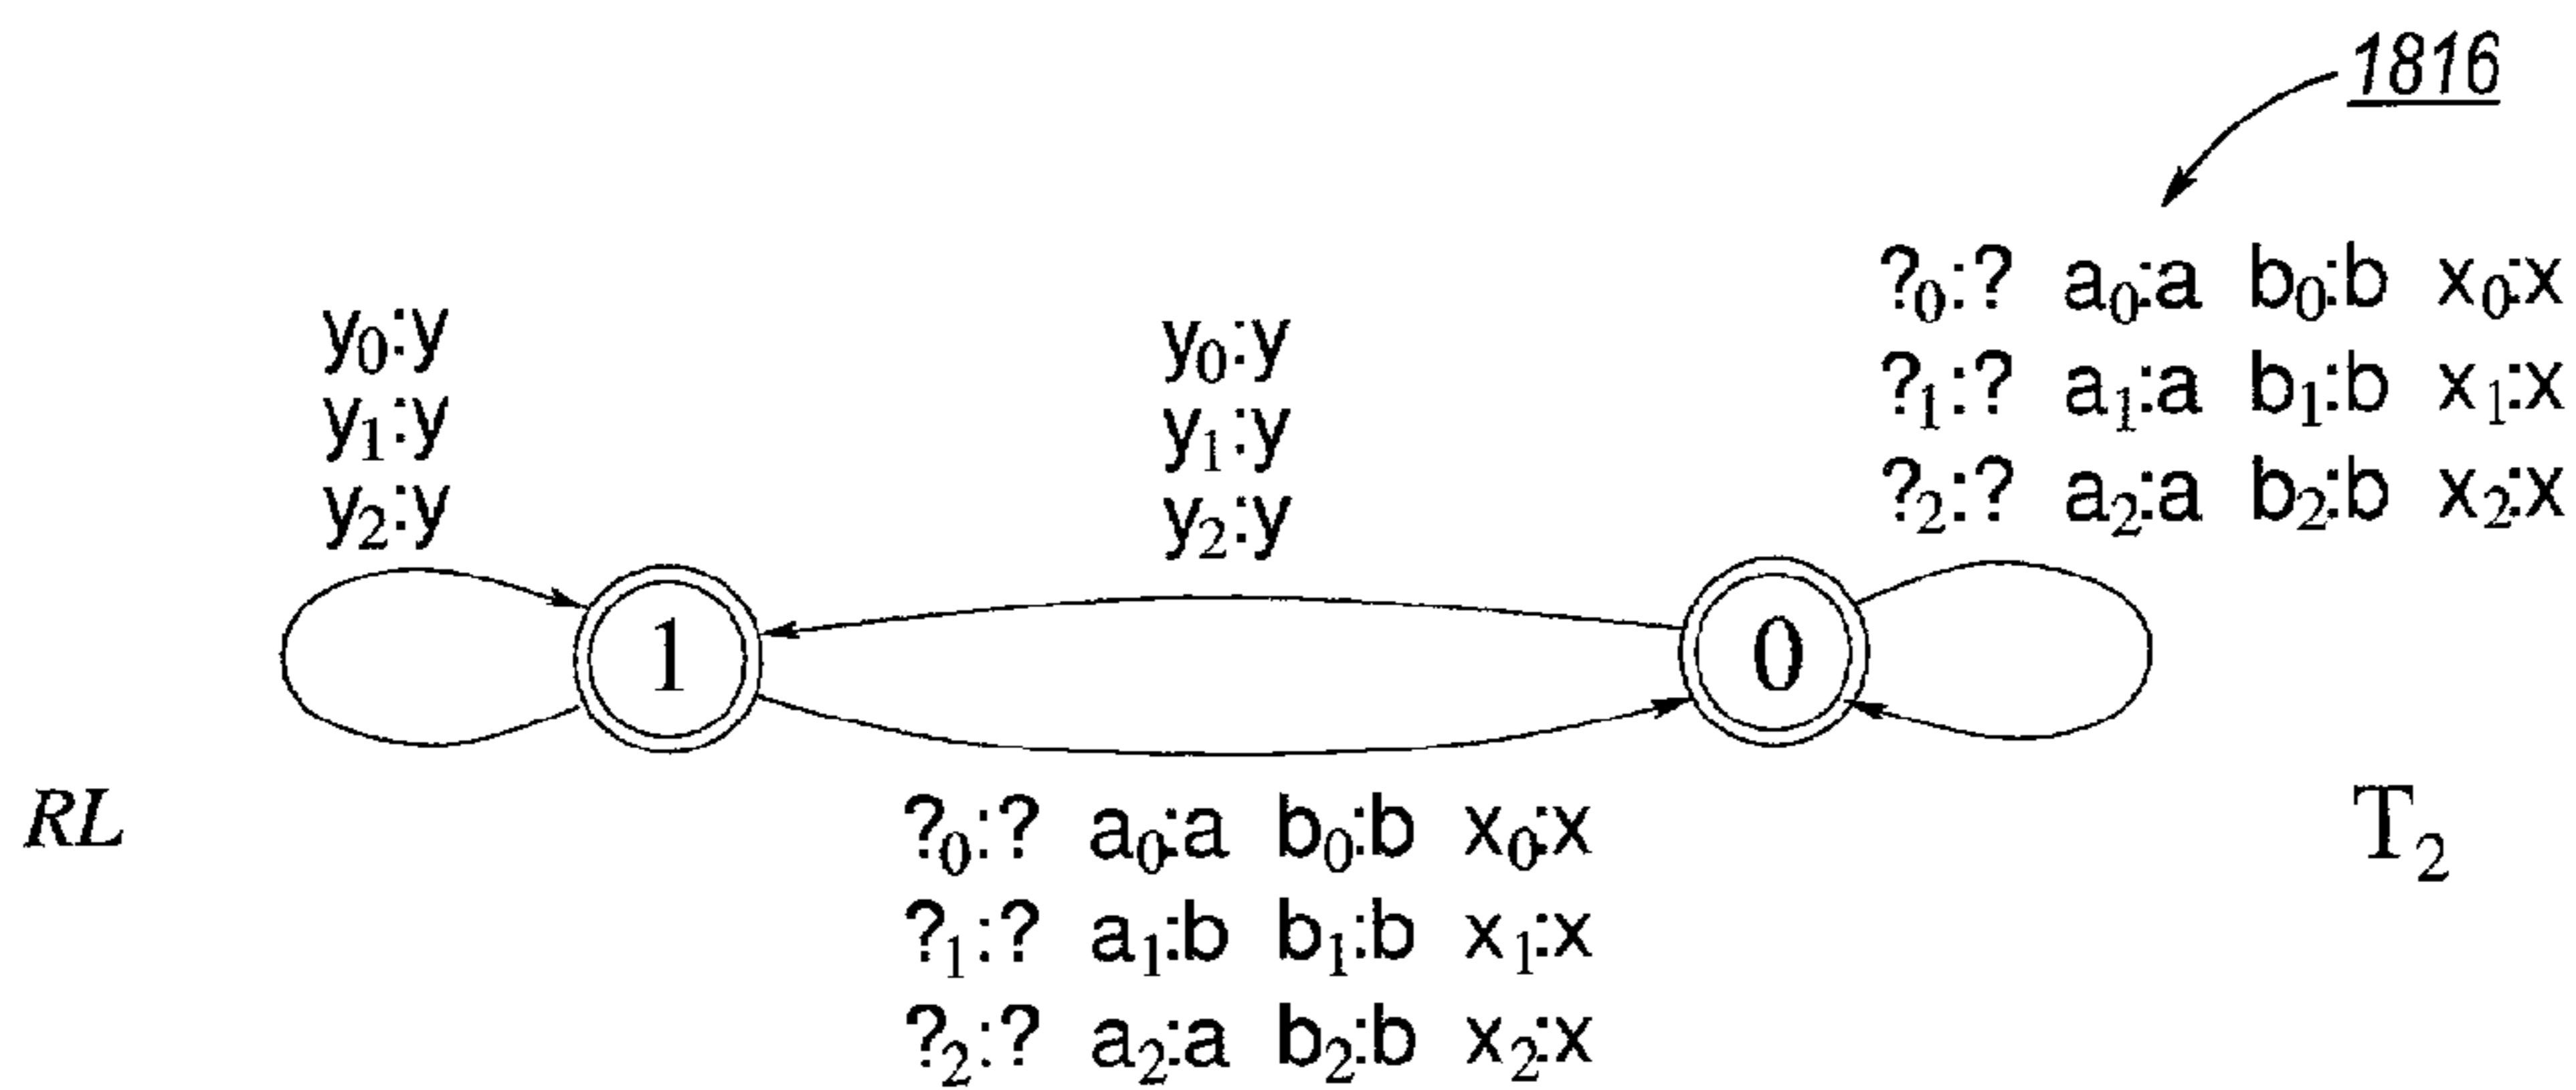 1816
?₀:? a₀:a b₀:b x₀:x
?₁:? a₁:a b₁:b x₁:x
?₂:? a₂:a b₂:b x₂:x
y₀:y
y₁:y
y₂:y
y₀:y
y₁:y
y₂:y
1
0
RL
T₂
?₀:? a₀:a b₀:b x₀:x
?₁:? a₁:b b₁:b x₁:x
?₂:? a₂:a b₂:b x₂:x